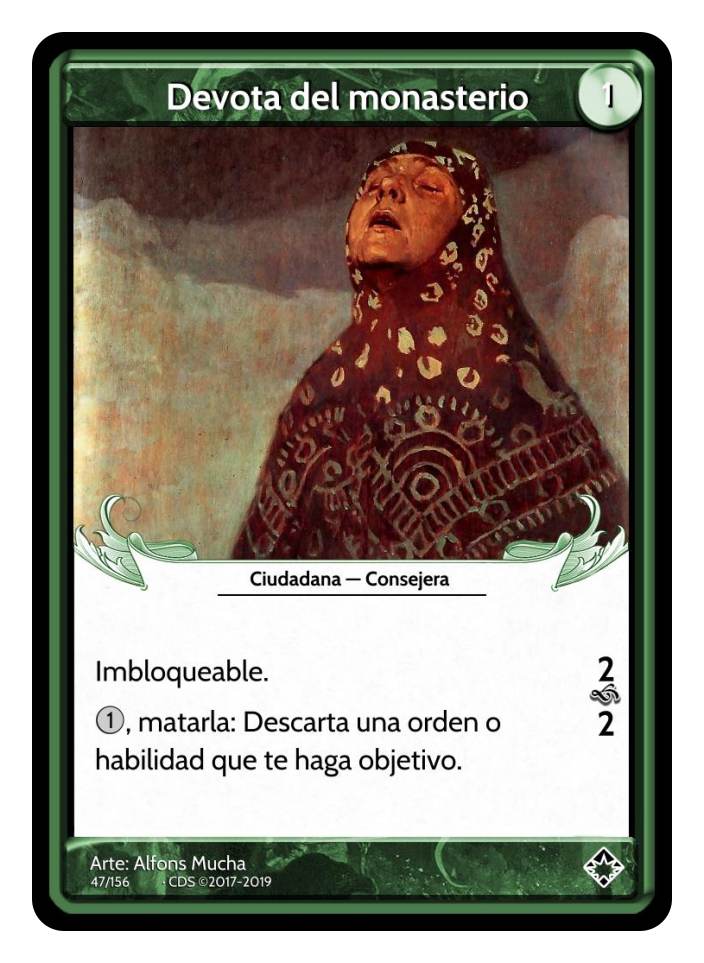 Devota del monasterio
1
Ciudadana — Consejera
Imbloqueable.
2
2
1, matarla: Descarta una orden o
habilidad que te haga objetivo.
Arte: Alfons Mucha
47/156 · CDS ©2017-2019